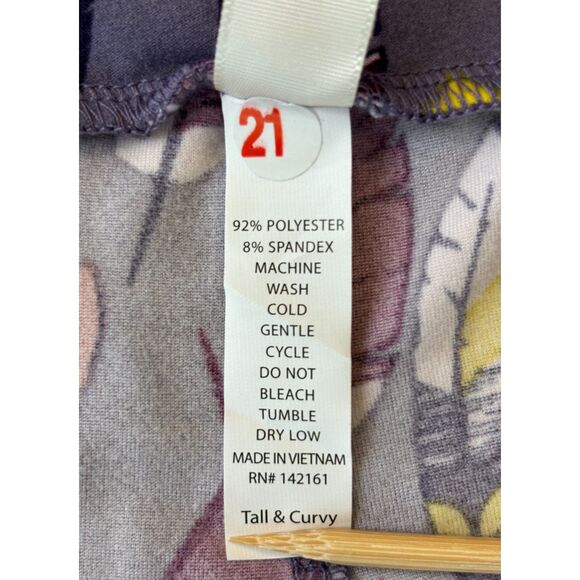 21
92% POLYESTER
8% SPANDEX
MACHINE
WASH
COLD
GENTLE
CYCLE
DO NOT
BLEACH
TUMBLE
DRY LOW
MADE IN VIETNAM
RN# 142161
Tall & Curvy